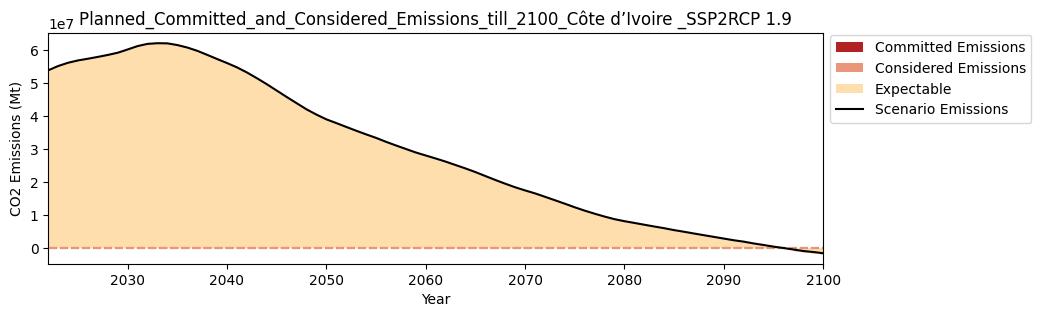 Planned_Committed_and_Considered_Emissions_till_2100_Côte d’Ivoire _SSP2RCP 1.9
1e7
6
5
4
3
2
1
0
CO2 Emissions (Mt)
2030 2040 2050 2060 2070 2080 2090 2100
Year
Committed Emissions
Considered Emissions
Expectable
Scenario Emissions